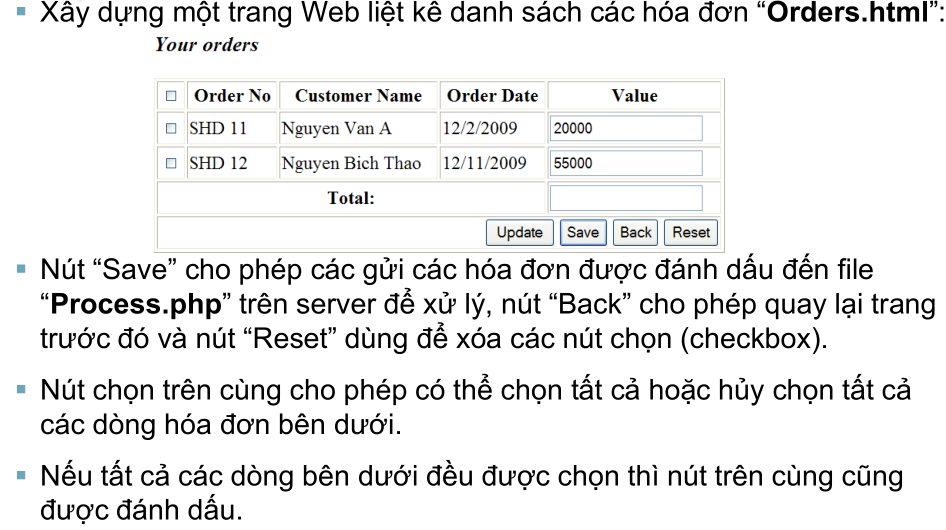 Xây dựng một trang Web liệt kê danh sách các hóa đơn “Orders.html”:
Your orders
Order No Customer Name Order Date Value
SHD 11 Nguyen Van A 12/2/2009 20000
SHD 12 Nguyen Bich Thao 12/11/2009 55000
Total:
Update Save Back Reset
Nút “Save” cho phép các gửi các hóa đơn được đánh dấu đến file
“Process.php” trên server để xử lý, nút “Back” cho phép quay lại trang
trước đó và nút “Reset” dùng để xóa các nút chọn (checkbox).
Nút chọn trên cùng cho phép có thể chọn tất cả hoặc hủy chọn tất cả
các dòng hóa đơn bên dưới.
Nếu tất cả các dòng bên dưới đều được chọn thì nút trên cùng cũng
được đánh dấu.